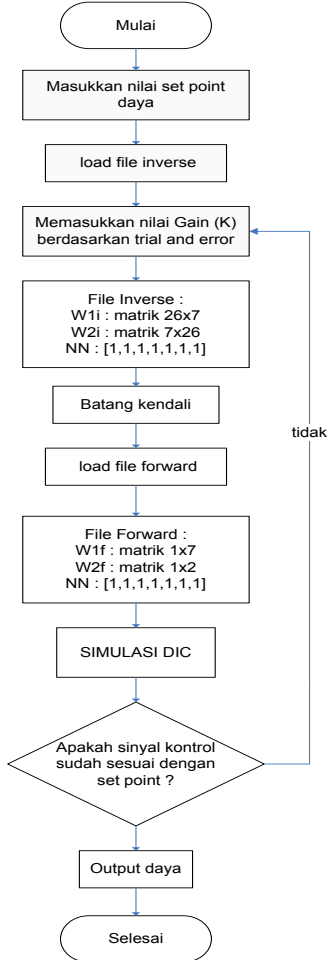 Mulai
Masukkan nilai set point
daya
load file inverse
Memasukkan nilai Gain (K)
berdasarkan trial and error
File Inverse :
W1i : matrik 26x7
W2i : matrik 7x26
NN : [1,1,1,1,1,1,1]
Batang kendali
tidak
load file forward
File Forward :
W1f : matrik 1x7
W2f : matrik 1x2
NN : [1,1,1,1,1,1,1]
SIMULASI DIC
Apakah sinyal kontrol
sudah sesuai dengan
set point ?
Output daya
Selesai